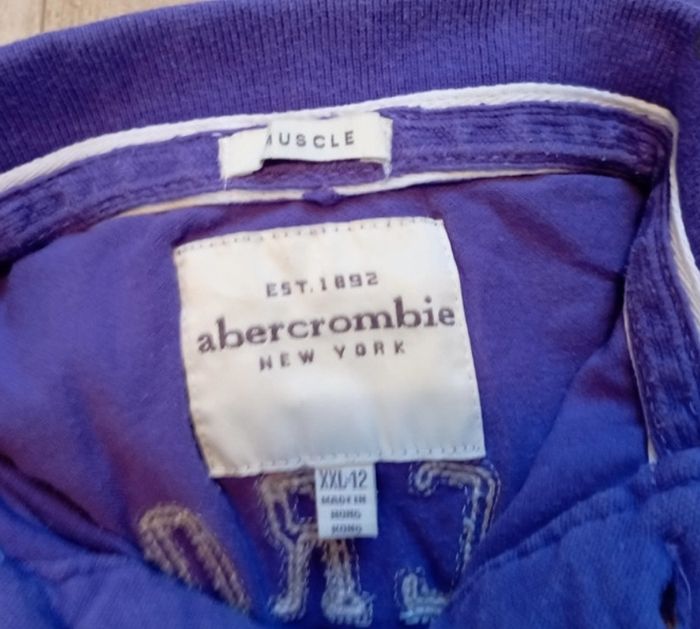 MUSCLE
EST. 1892
abercrombie
NEW YORK
XXL/12
MADE IN
HONG
KONG